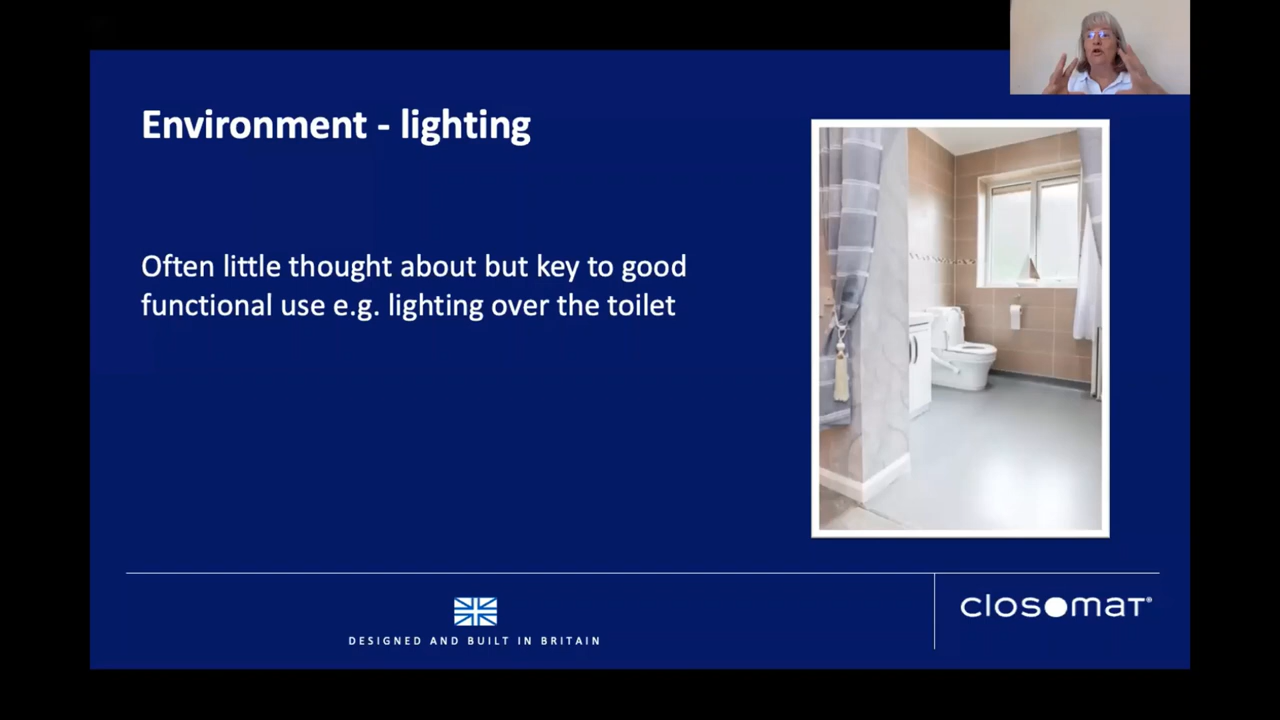 Environment - lighting
Often little thought about but key to good
functional use e.g. lighting over the toilet
DESIGNED AND BUILT IN BRITAIN
closomat®